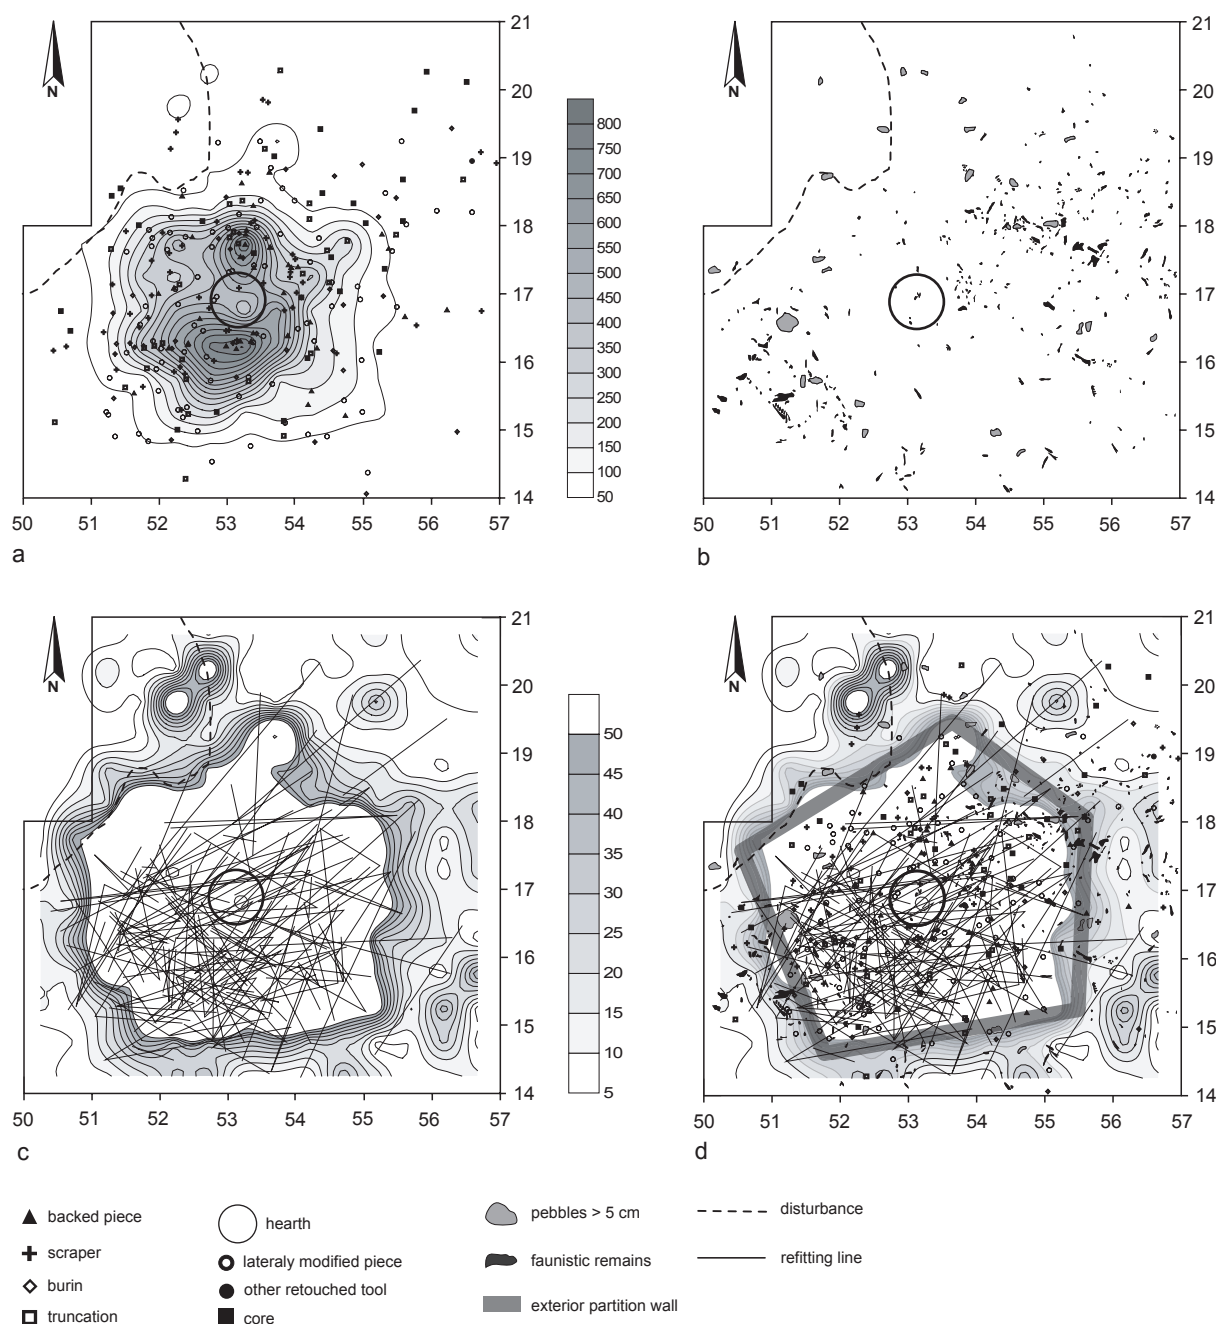 21
20
19
18
17
16
15
14
50 51 52 53 54 55 56 57
N
800
750
700
650
600
550
500
450
400
350
300
250
200
150
100
50
a
21
20
19
18
17
16
15
14
50 51 52 53 54 55 56 57
N
b
21
20
19
18
17
16
15
14
50 51 52 53 54 55 56 57
N
50
45
40
35
30
25
20
15
10
5
c
21
20
19
18
17
16
15
14
50 51 52 53 54 55 56 57
N
d
backed piece
scraper
burin
truncation
hearth
lateraly modified piece
other retouched tool
core
pebbles > 5 cm
faunistic remains
exterior partition wall
disturbance
refitting line